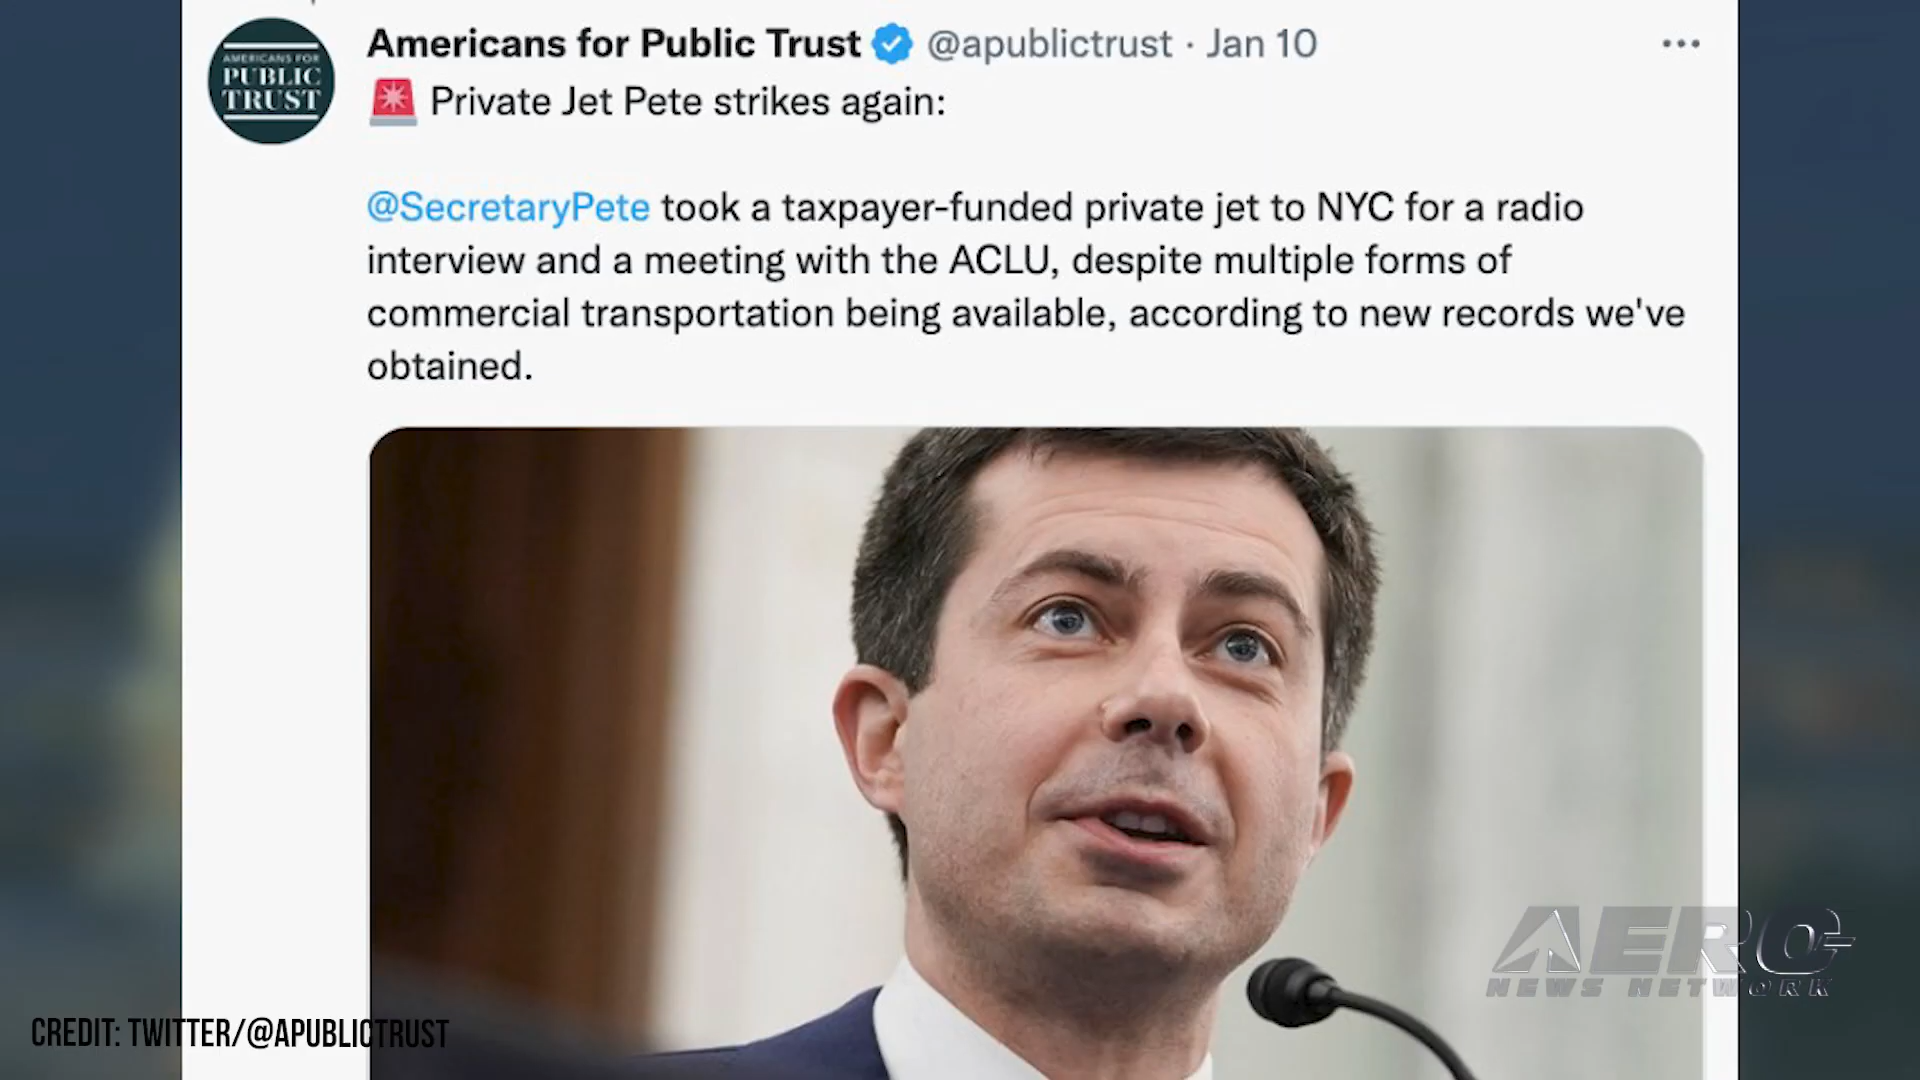 Americans for Public Trust @apublictrust · Jan 10
AMERICANS FOR
PUBLIC
TRUST
Private Jet Pete strikes again:
@SecretaryPete took a taxpayer-funded private jet to NYC for a radio
interview and a meeting with the ACLU, despite multiple forms of
commercial transportation being available, according to new records we've
obtained.
AERO
NEWS NETWORK
CREDIT: TWITTER/@APUBLICTRUST